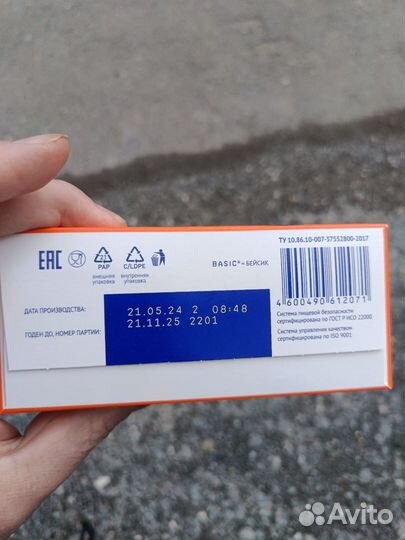 ТУ 10.86.10-007-37552800-2017
EAC
21
PAP
C/LDPE
внешняя упаковка
внутренняя упаковка
BASIC® – БЕЙСИК
4 600490 612071
ДАТА ПРОИЗВОДСТВА:
21.05.24 2 08:48
ГОДЕН ДО, НОМЕР ПАРТИИ:
21.11.25 2201
Система пищевой безопасности
сертифицирована по ГОСТ Р ИСО 22000.
Система управления качеством
сертифицирована по ISO 9001.
Avito